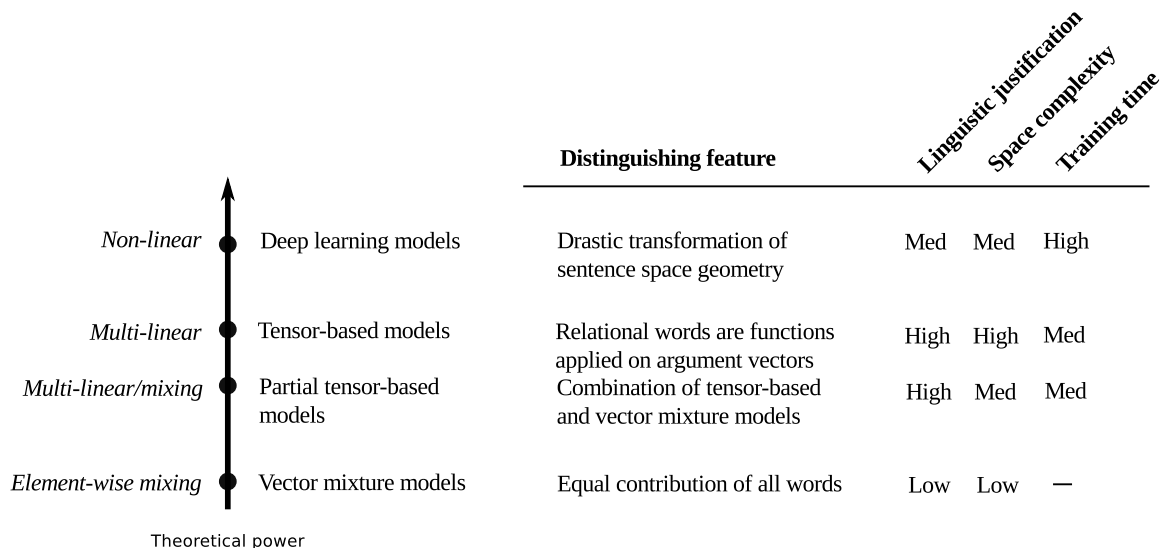 Linguistic justification
Space complexity
Training time
Distinguishing feature
Non-linear Deep learning models Drastic transformation of Med Med High
sentence space geometry
Multi-linear Tensor-based models Relational words are functions High High Med
applied on argument vectors
Multi-linear/mixing Partial tensor-based Combination of tensor-based High Med Med
models and vector mixture models
Element-wise mixing Vector mixture models Equal contribution of all words Low Low —
Theoretical power